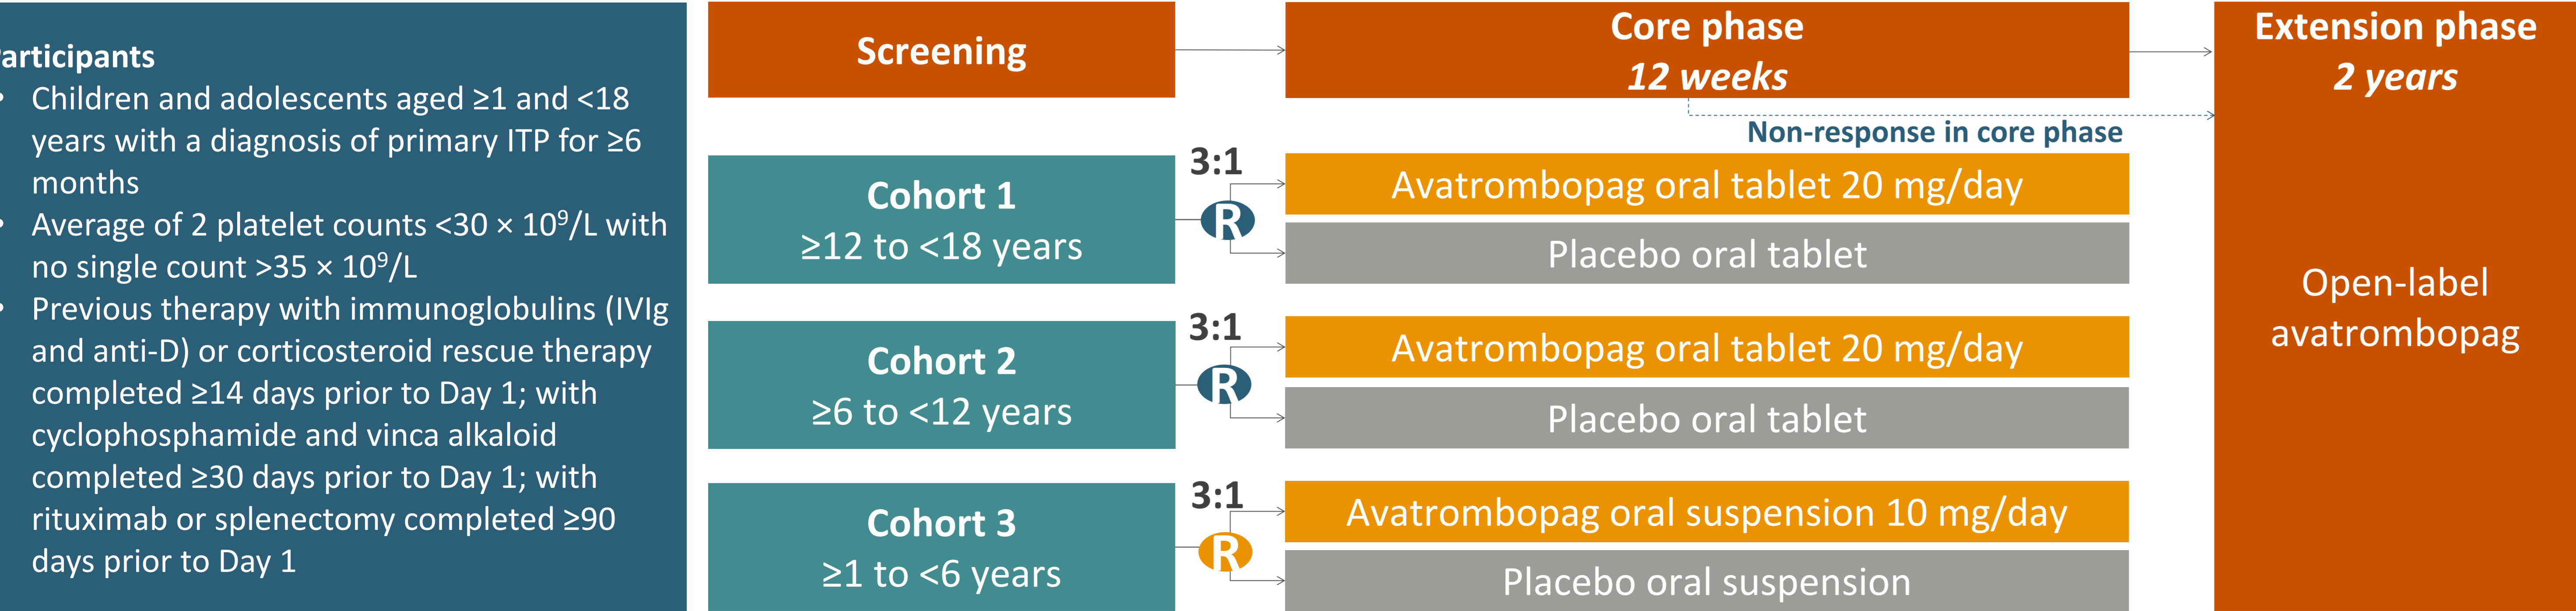 articipants
• Children and adolescents aged ≥1 and <18
years with a diagnosis of primary ITP for ≥6
months
• Average of 2 platelet counts <30 × 10⁹/L with
no single count >35 × 10⁹/L
• Previous therapy with immunoglobulins (IVIg
and anti-D) or corticosteroid rescue therapy
completed ≥14 days prior to Day 1; with
cyclophosphamide and vinca alkaloid
completed ≥30 days prior to Day 1; with
rituximab or splenectomy completed ≥90
days prior to Day 1
Screening
Core phase
12 weeks
Extension phase
2 years
Non-response in core phase
Cohort 1
≥12 to <18 years
3:1
R
Avatrombopag oral tablet 20 mg/day
Placebo oral tablet
Cohort 2
≥6 to <12 years
3:1
R
Avatrombopag oral tablet 20 mg/day
Placebo oral tablet
Cohort 3
≥1 to <6 years
3:1
R
Avatrombopag oral suspension 10 mg/day
Placebo oral suspension
Open-label
avatrombopag